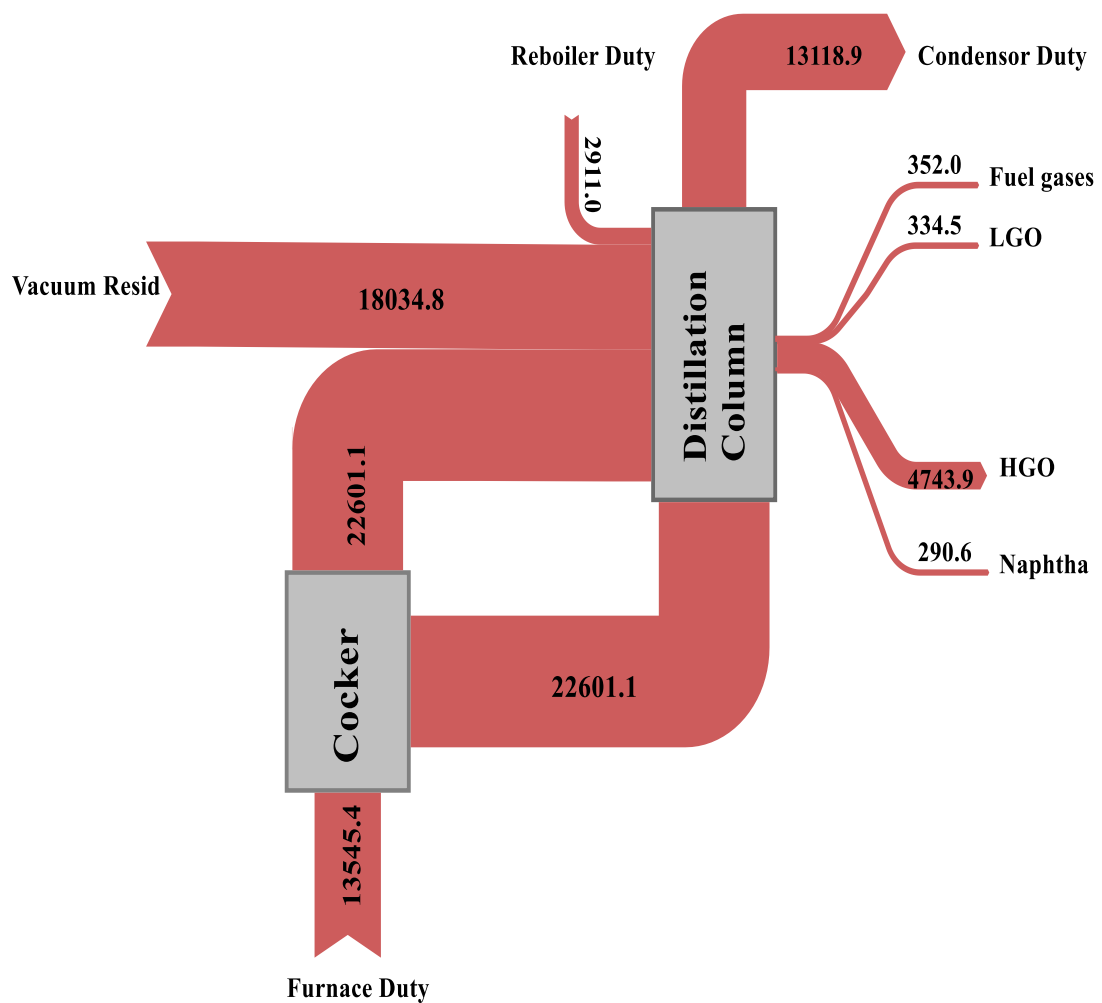 Reboiler Duty
13118.9
Condensor Duty
2911.0
352.0
Fuel gases
334.5
LGO
Vacuum Resid
18034.8
Distillation
Column
22601.1
4743.9
HGO
290.6
Naphtha
Cocker
22601.1
13545.4
Furnace Duty